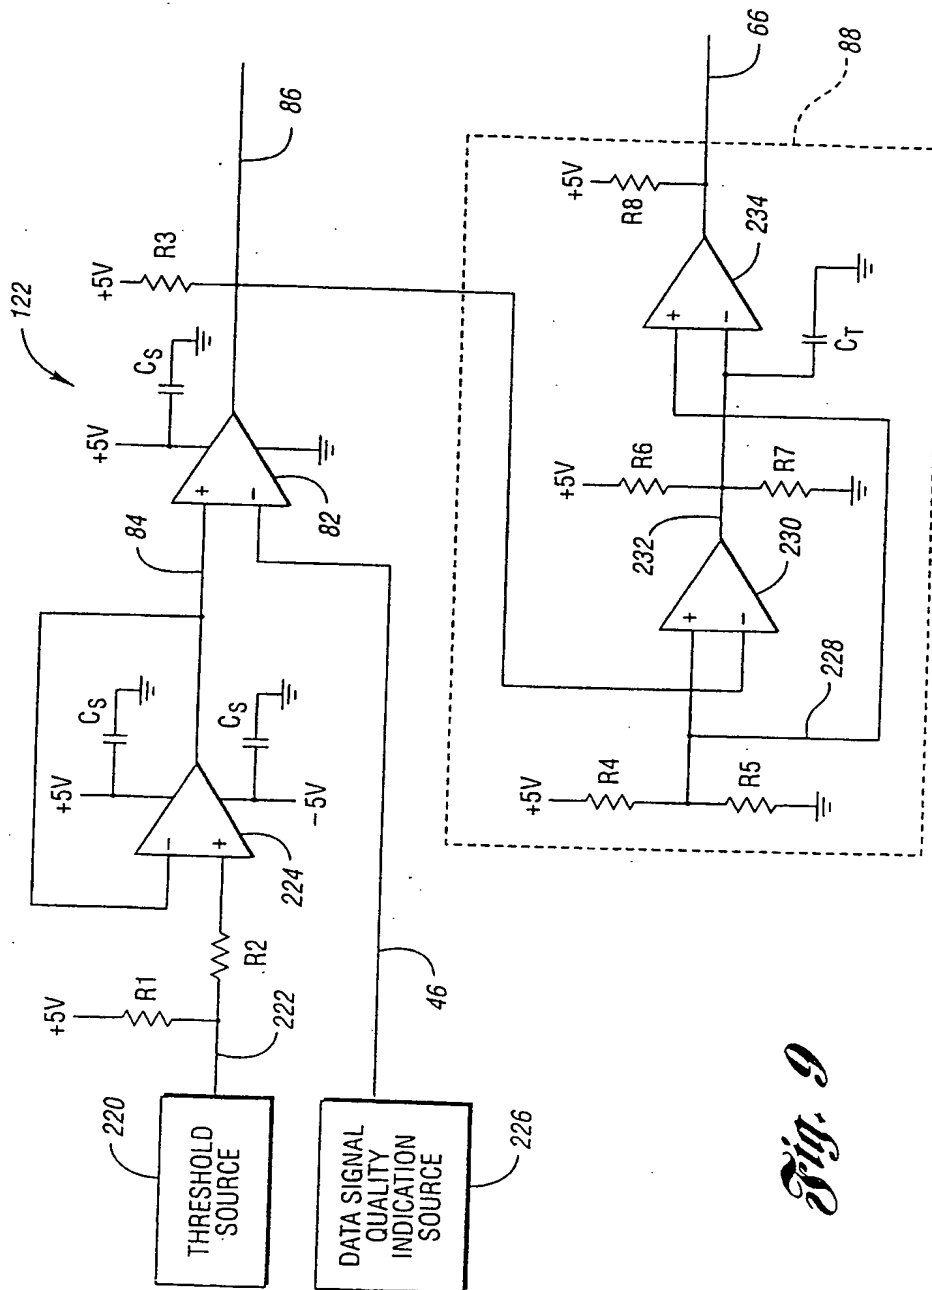 122
+5V
CS
+5V
R3
86
84
+
−
82
+5V
CS
CS
−5V
−
+
224
+5V
R1
R2
222
46
220
THRESHOLD
SOURCE
DATA SIGNAL
QUALITY
INDICATION
SOURCE
226
+5V
R4
R5
228
+
−
230
232
+5V
R6
R7
+
−
234
CT
+5V
R8
66
88
Fig. 9